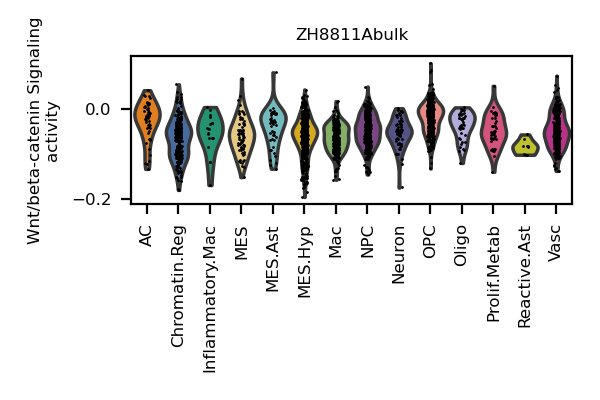 ZH8811Abulk
Wnt/beta-catenin Signaling
activity
0.0
−0.2
AC
Chromatin.Reg
Inflammatory.Mac
MES
MES.Ast
MES.Hyp
Mac
NPC
Neuron
OPC
Oligo
Prolif.Metab
Reactive.Ast
Vasc